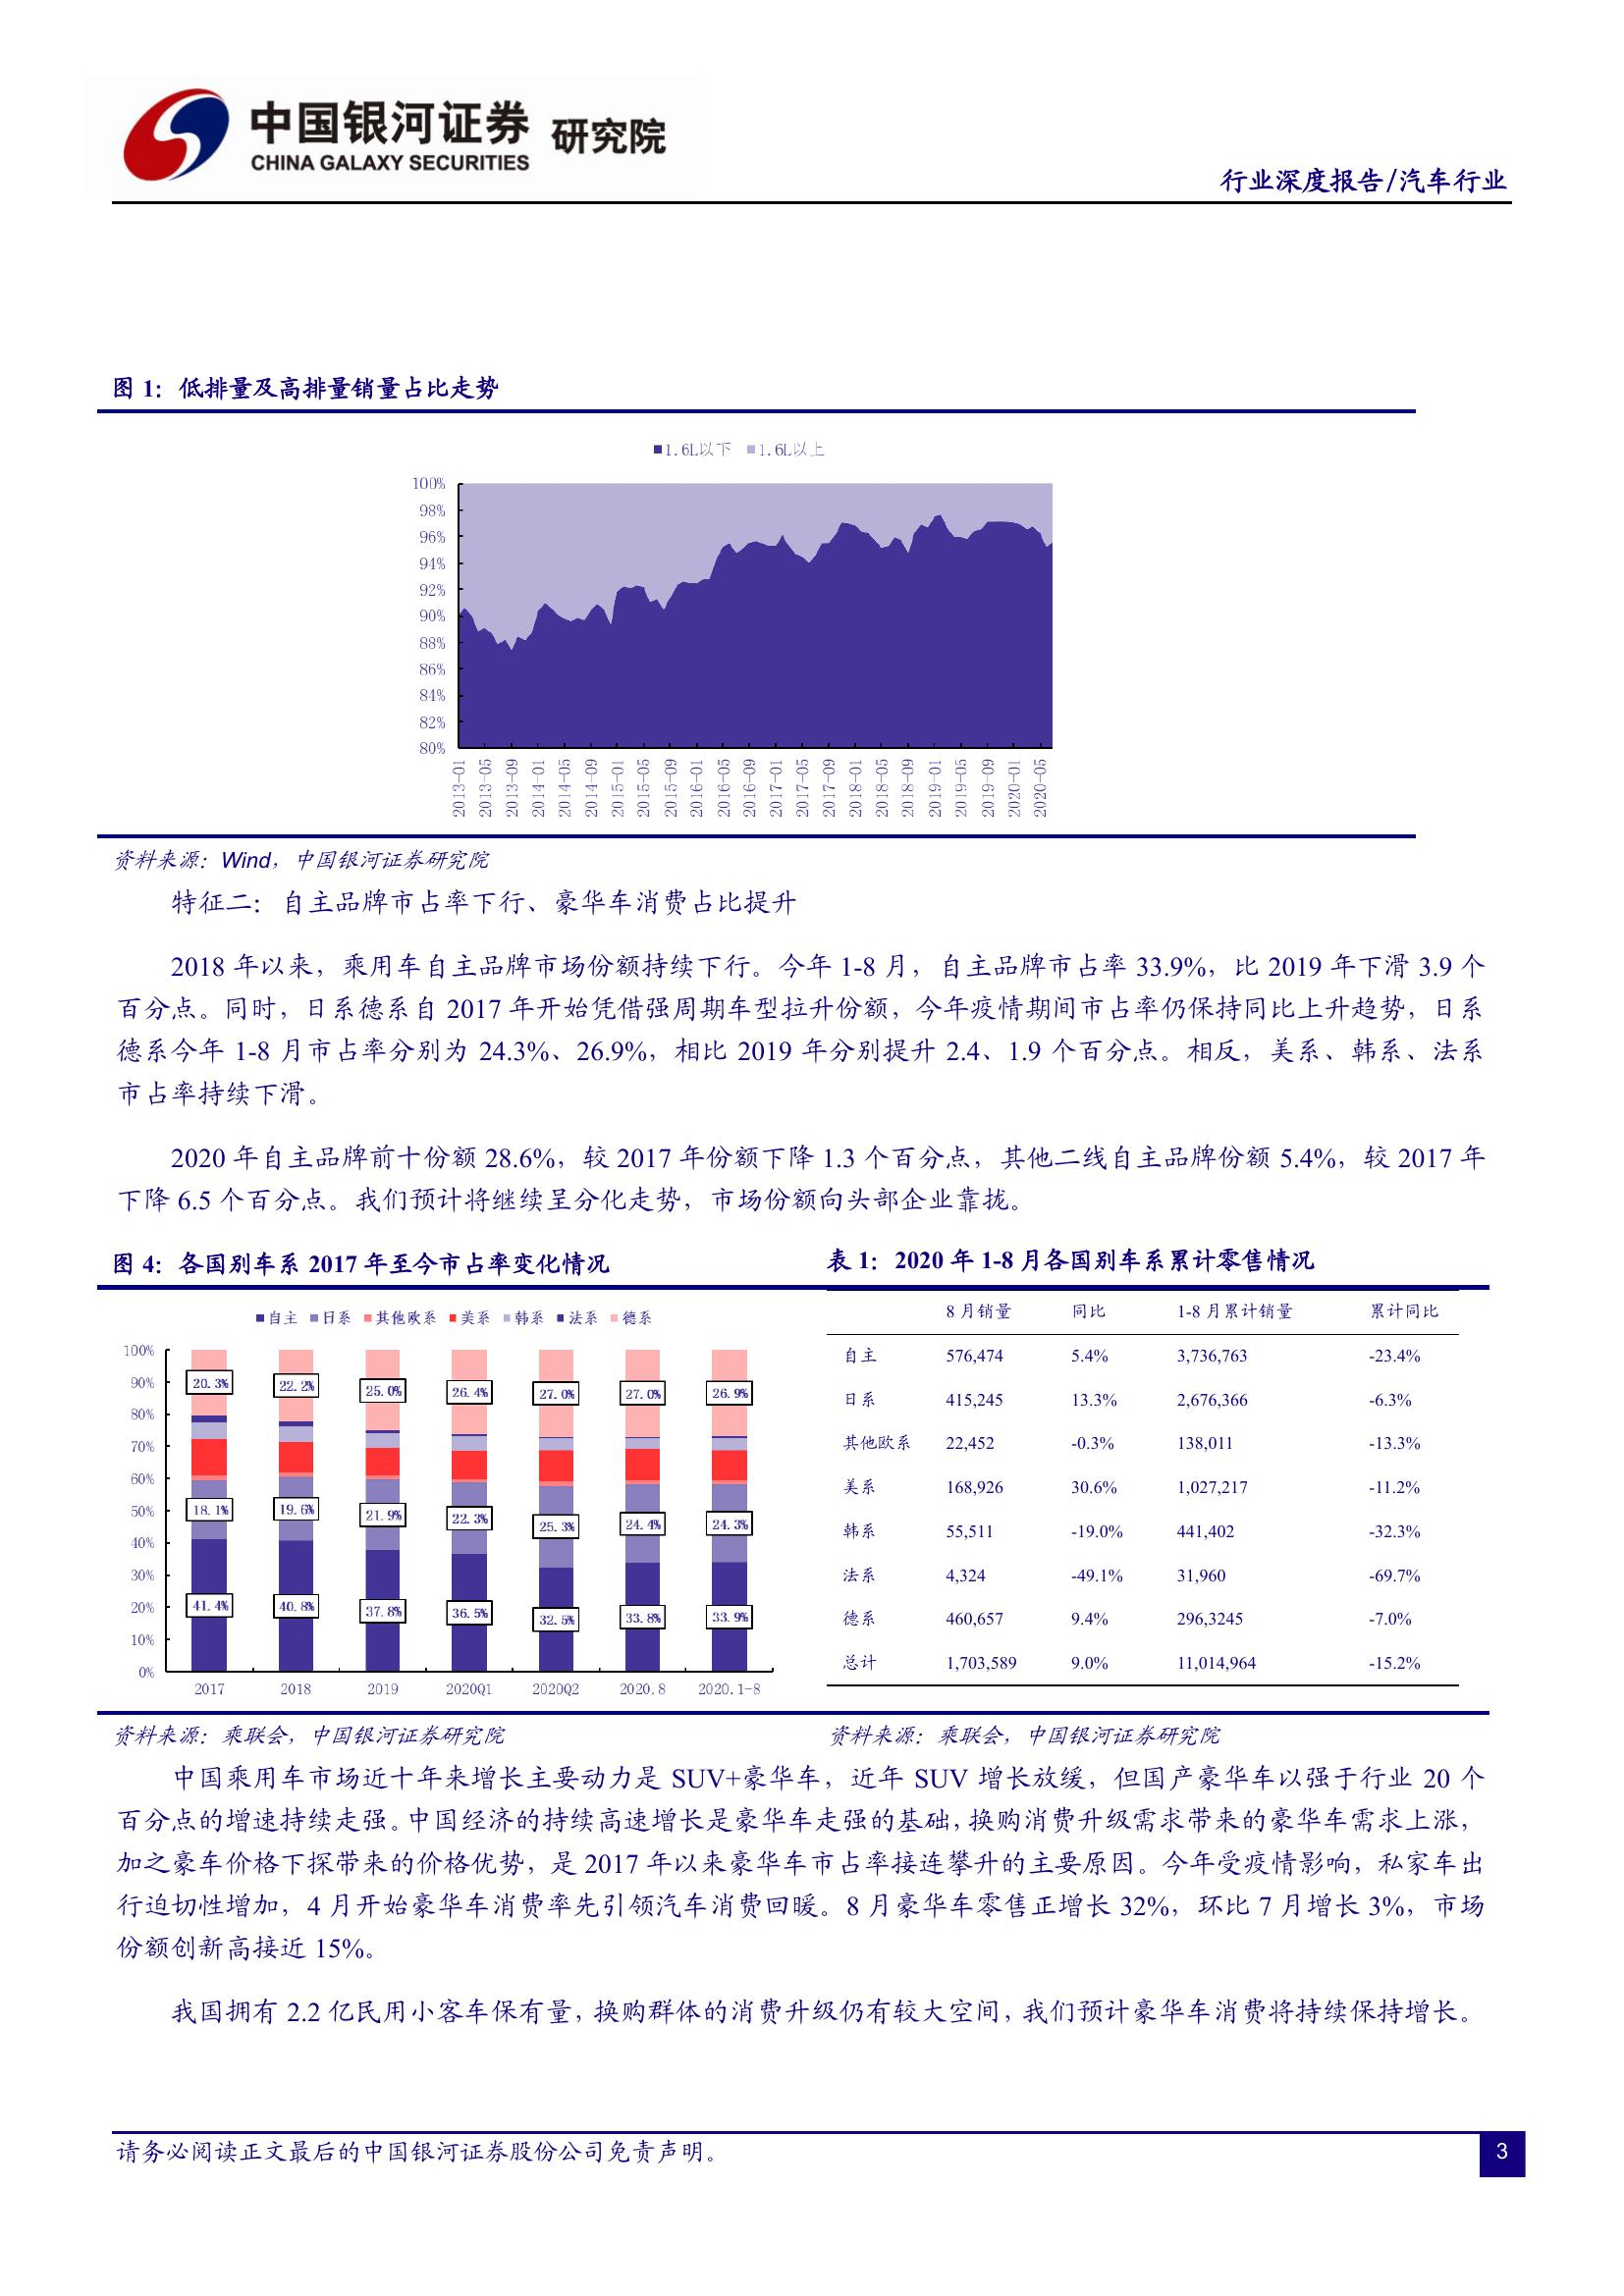 中国银河证券 研究院
CHINA GALAXY SECURITIES
行业深度报告/汽车行业
图 1：低排量及高排量销量占比走势
1.6L以下 1.6L以上
100%
98%
96%
94%
92%
90%
88%
86%
84%
82%
80%
2013-01 2013-05 2013-09 2014-01 2014-05 2014-09 2015-01 2015-05 2015-09 2016-01 2016-05 2016-09 2017-01 2017-05 2017-09 2018-01 2018-05 2018-09 2019-01 2019-05 2019-09 2020-01 2020-05
资料来源：Wind，中国银河证券研究院
特征二：自主品牌市占率下行、豪华车消费占比提升
2018 年以来，乘用车自主品牌市场份额持续下行。今年 1-8 月，自主品牌市占率 33.9%，比 2019 年下滑 3.9 个
百分点。同时，日系德系自 2017 年开始凭借强周期车型拉升份额，今年疫情期间市占率仍保持同比上升趋势，日系
德系今年 1-8 月市占率分别为 24.3%、26.9%，相比 2019 年分别提升 2.4、1.9 个百分点。相反，美系、韩系、法系
市占率持续下滑。
2020 年自主品牌前十份额 28.6%，较 2017 年份额下降 1.3 个百分点，其他二线自主品牌份额 5.4%，较 2017 年
下降 6.5 个百分点。我们预计将继续呈分化走势，市场份额向头部企业靠拢。
图 4：各国别车系 2017 年至今市占率变化情况
自主 日系 其他欧系 美系 韩系 法系 德系
100%
90% 20.3% 22.2% 25.0% 26.4% 27.0% 27.0% 26.9%
80%
70%
60%
50% 18.1% 19.6% 21.9% 22.3% 25.3% 24.4% 24.3%
40%
30%
20% 41.4% 40.8% 37.8% 36.5% 32.5% 33.8% 33.9%
10%
0%
2017 2018 2019 2020Q1 2020Q2 2020.8 2020.1-8
资料来源：乘联会，中国银河证券研究院
表 1：2020 年 1-8 月各国别车系累计零售情况
8 月销量 同比 1-8 月累计销量 累计同比
自主 576,474 5.4% 3,736,763 -23.4%
日系 415,245 13.3% 2,676,366 -6.3%
其他欧系 22,452 -0.3% 138,011 -13.3%
美系 168,926 30.6% 1,027,217 -11.2%
韩系 55,511 -19.0% 441,402 -32.3%
法系 4,324 -49.1% 31,960 -69.7%
德系 460,657 9.4% 296,3245 -7.0%
总计 1,703,589 9.0% 11,014,964 -15.2%
资料来源：乘联会，中国银河证券研究院
中国乘用车市场近十年来增长主要动力是 SUV+豪华车，近年 SUV 增长放缓，但国产豪华车以强于行业 20 个
百分点的增速持续走强。中国经济的持续高速增长是豪华车走强的基础，换购消费升级需求带来的豪华车需求上涨，
加之豪车价格下探带来的价格优势，是 2017 年以来豪华车市占率接连攀升的主要原因。今年受疫情影响，私家车出
行迫切性增加，4 月开始豪华车消费率先引领汽车消费回暖。8 月豪华车零售正增长 32%，环比 7 月增长 3%，市场
份额创新高接近 15%。
我国拥有 2.2 亿民用小客车保有量，换购群体的消费升级仍有较大空间，我们预计豪华车消费将持续保持增长。
请务必阅读正文最后的中国银河证券股份公司免责声明。
3